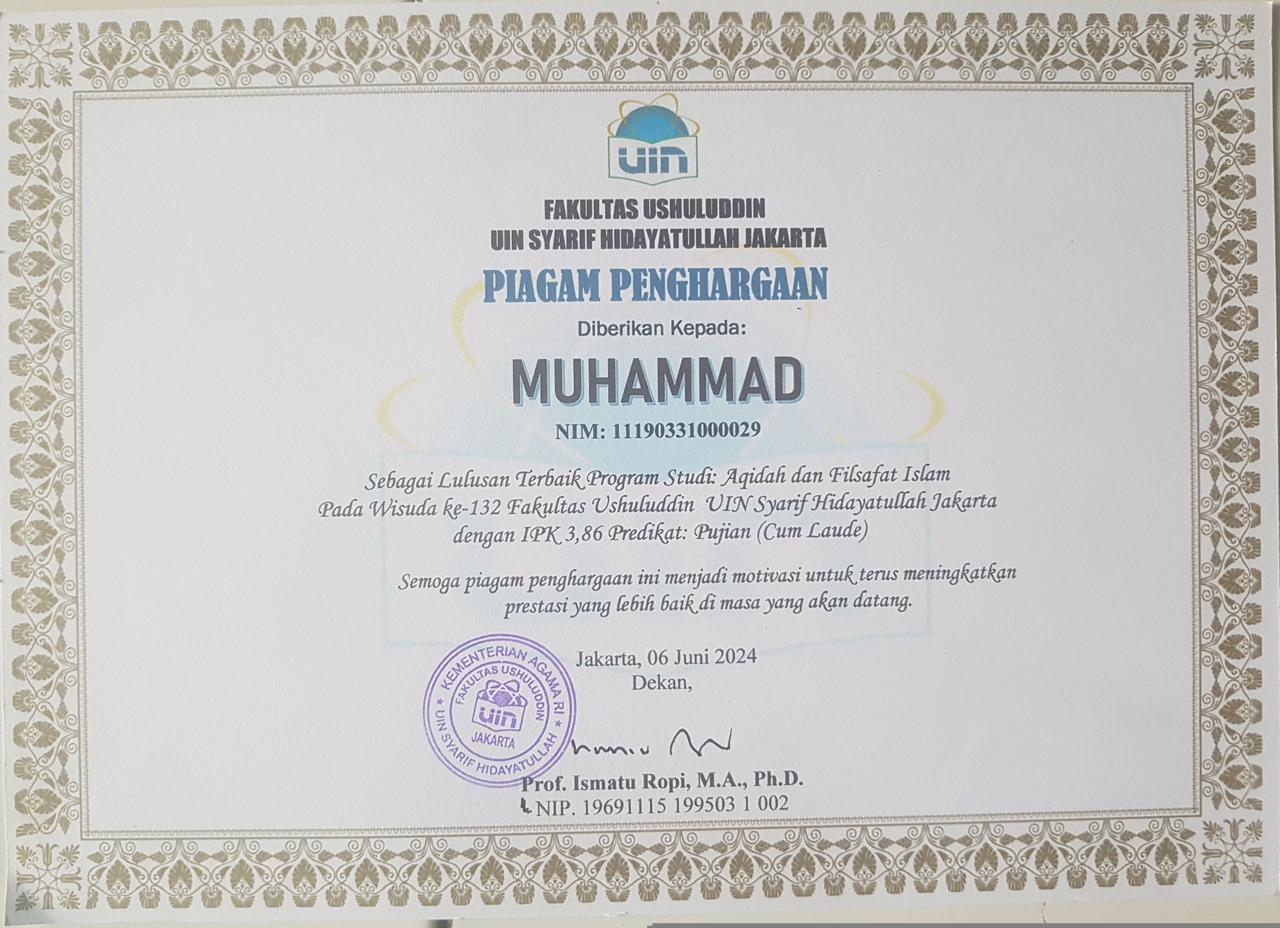 uin
FAKULTAS USHULUDDIN
UIN SYARIF HIDAYATULLAH JAKARTA
PIAGAM PENGHARGAAN
Diberikan Kepada:
MUHAMMAD
NIM: 11190331000029
Sebagai Lulusan Terbaik Program Studi: Aqidah dan Filsafat Islam
Pada Wisuda ke-132 Fakultas Ushuluddin UIN Syarif Hidayatullah Jakarta
dengan IPK 3,86 Predikat: Pujian (Cum Laude)
Semoga piagam penghargaan ini menjadi motivasi untuk terus meningkatkan
prestasi yang lebih baik di masa yang akan datang.
Jakarta, 06 Juni 2024
Dekan,
KEMENTERIAN AGAMA RI
FAKULTAS USHULUDDIN
uin
JAKARTA
UIN SYARIF HIDAYATULLAH
Prof. Ismatu Ropi, M.A., Ph.D.
NIP. 19691115 199503 1 002